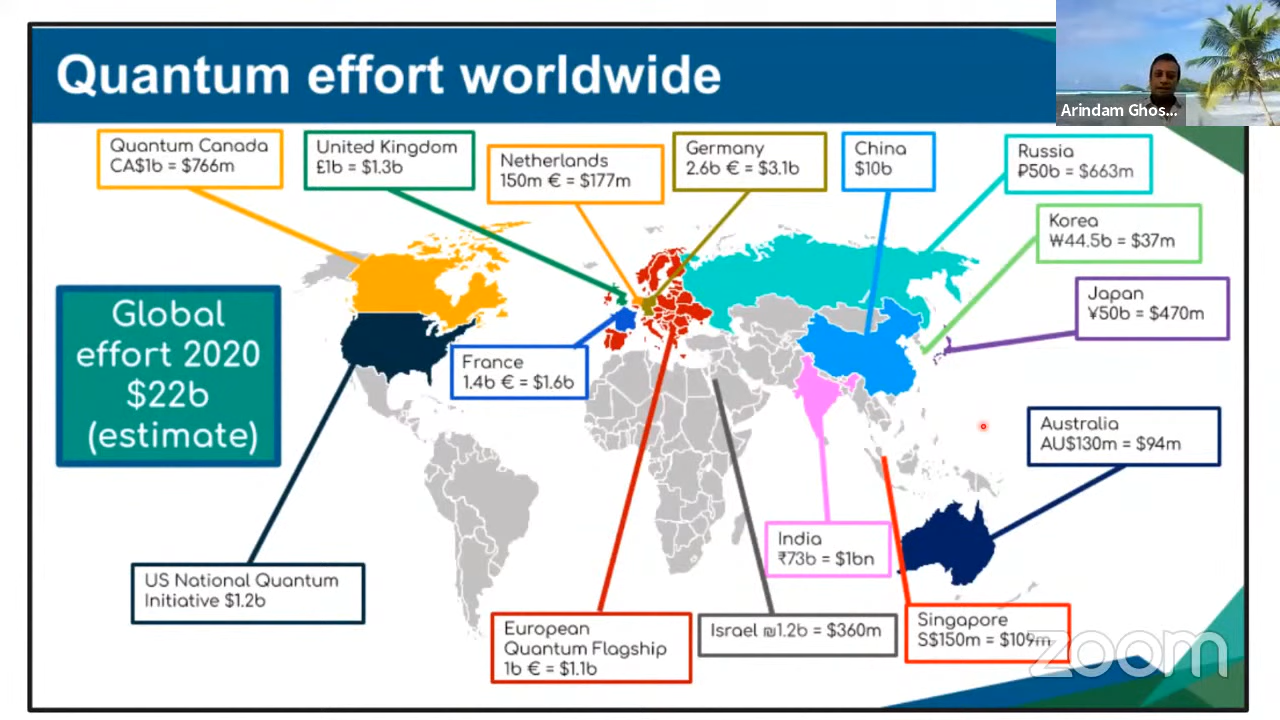 Quantum effort worldwide
Arindam Ghos...
Quantum Canada
CA$1b = $766m
United Kingdom
£1b = $1.3b
Netherlands
150m € = $177m
Germany
2.6b € = $3.1b
China
$10b
Russia
₽50b = $663m
Korea
₩44.5b = $37m
Japan
¥50b = $470m
Global
effort 2020
$22b
(estimate)
France
1.4b € = $1.6b
Australia
AU$130m = $94m
India
₹73b = $1bn
US National Quantum
Initiative $1.2b
European
Quantum Flagship
1b € = $1.1b
Israel ₪1.2b = $360m
Singapore
S$150m = $109m
zoom